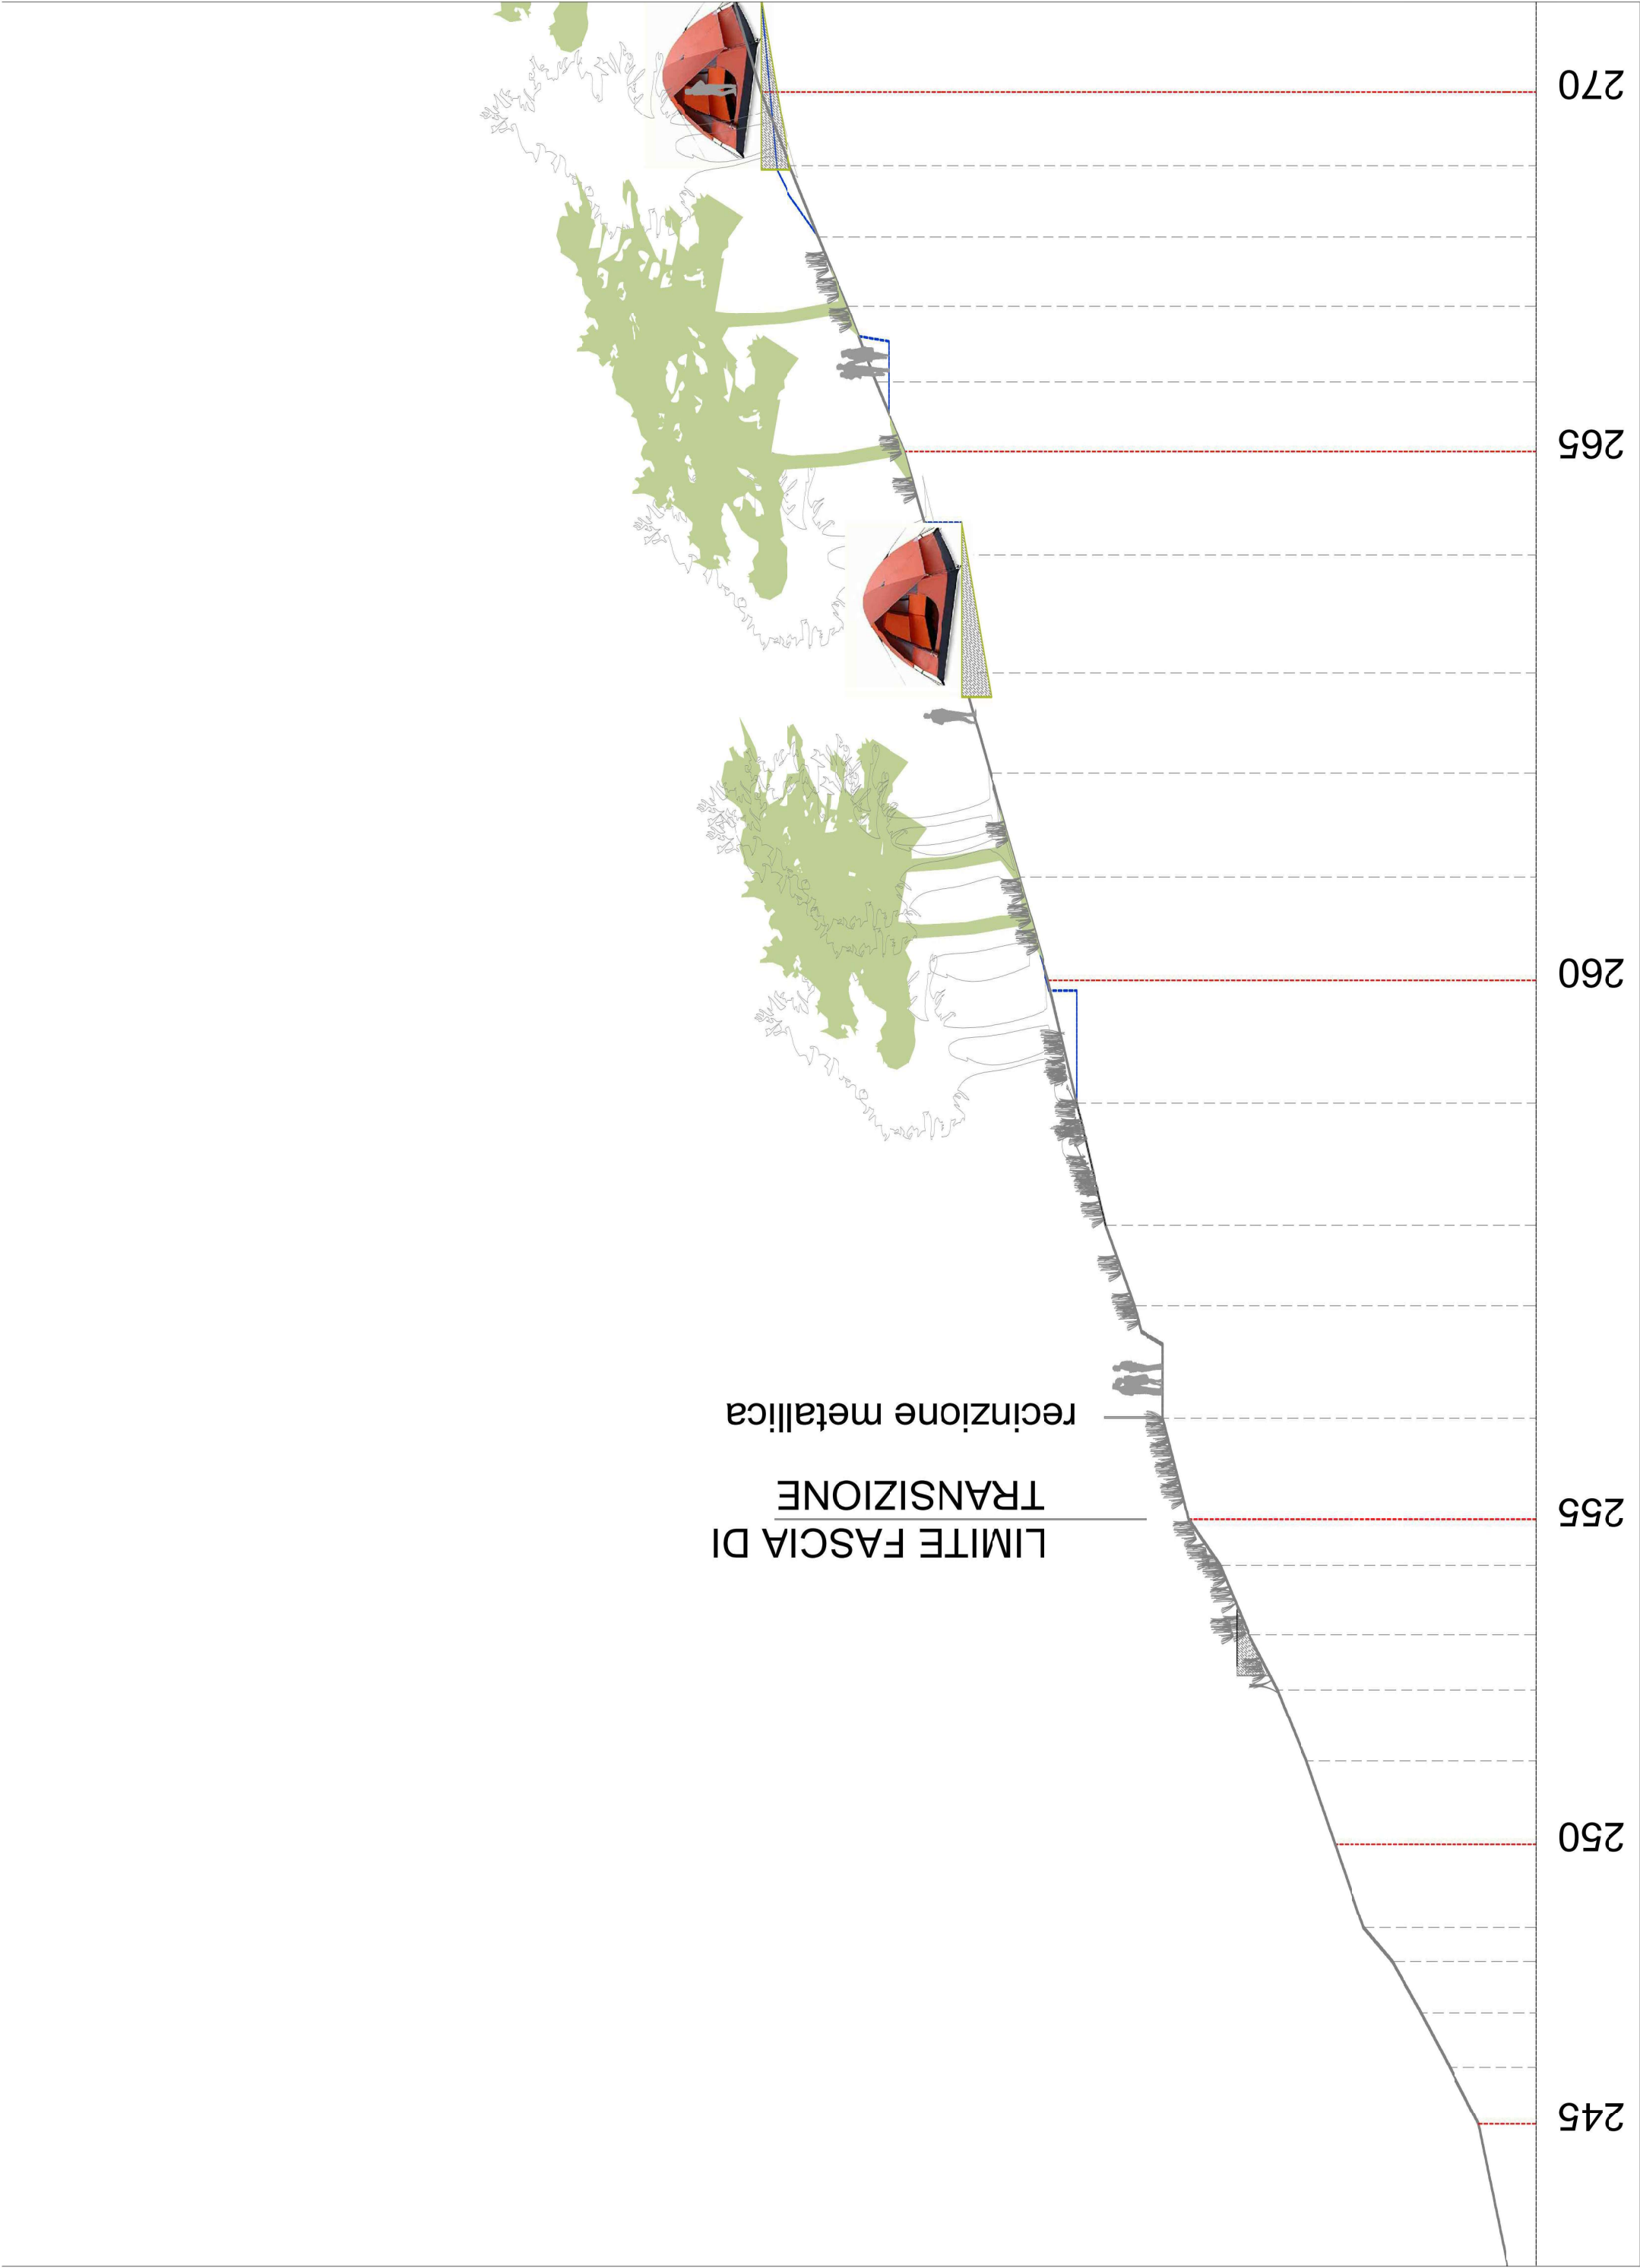 270
265
260
recinzione metallica
LIMITE FASCIA DI
TRANSIZIONE
255
250
245